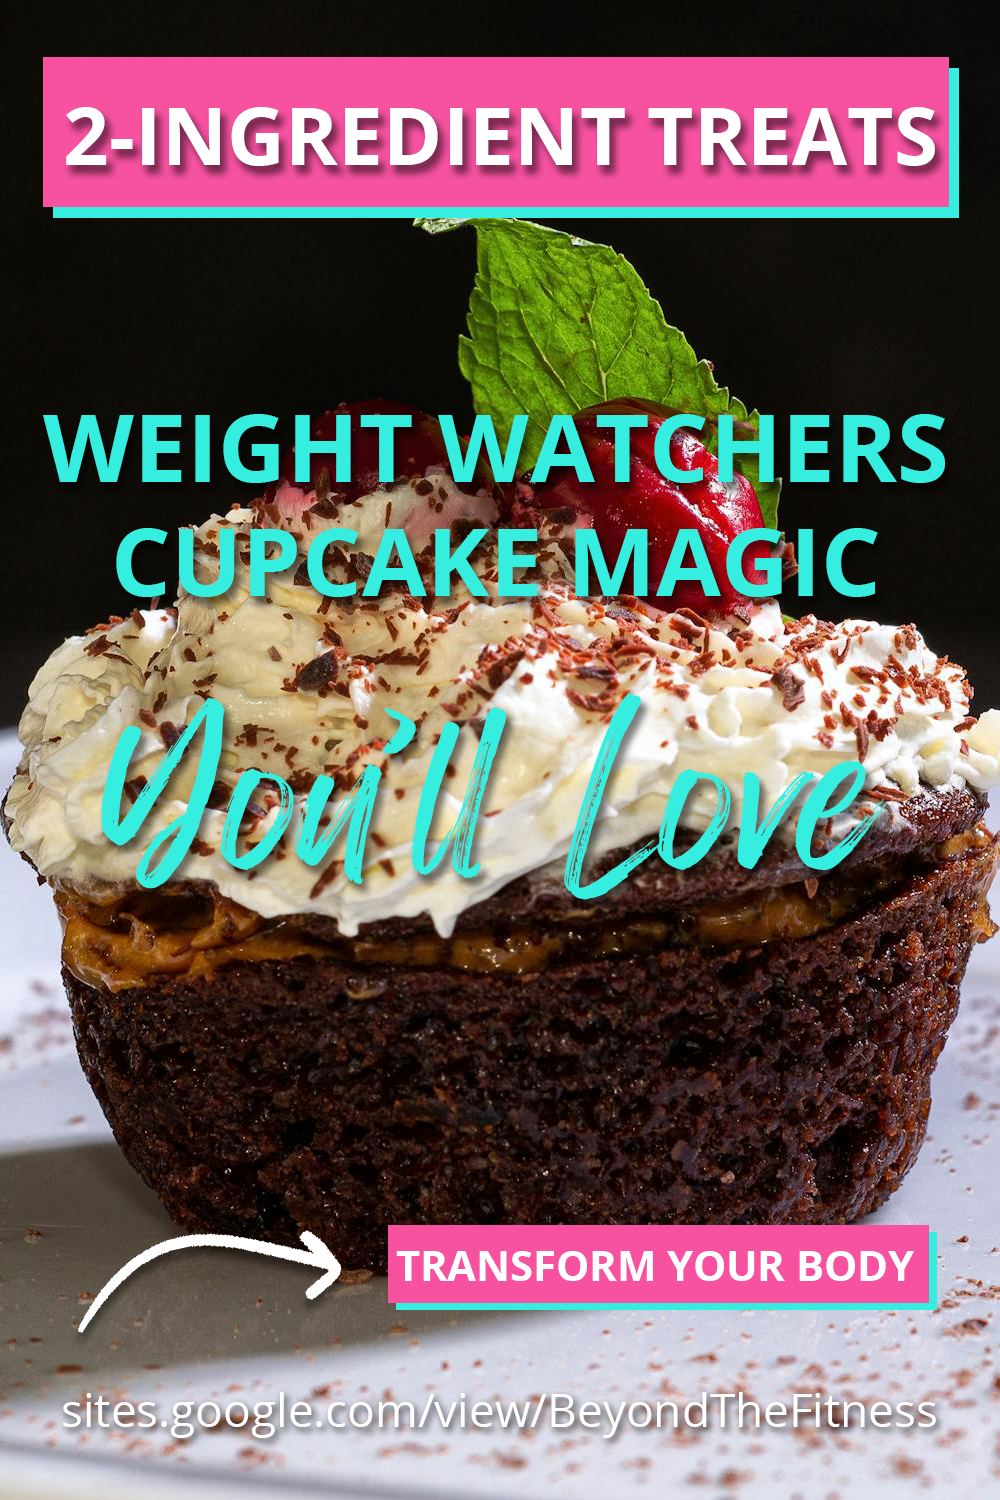 2-INGREDIENT TREATS
WEIGHT WATCHERS
CUPCAKE MAGIC
You'll Love
TRANSFORM YOUR BODY
sites.google.com/view/BeyondTheFitness